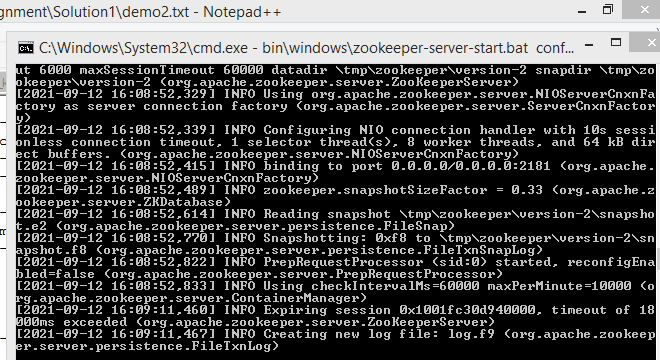 gnment\Solution1\demo2.txt - Notepad++
C:\Windows\System32\cmd.exe - bin\windows\zookeeper-server-start.bat conf...
ut 6000 maxSessionTimeout 60000 datadir \tmp\zookeeper\version-2 snapdir \tmp\zo
okeeper\version-2 (org.apache.zookeeper.server.ZooKeeperServer)
[2021-09-12 16:08:52,329] INFO Using org.apache.zookeeper.server.NIOServerCnxnFa
ctory as server connection factory (org.apache.zookeeper.server.ServerCnxnFactor
y)
[2021-09-12 16:08:52,339] INFO Configuring NIO connection handler with 10s sessi
onless connection timeout, 1 selector thread(s), 8 worker threads, and 64 kB dir
ect buffers. (org.apache.zookeeper.server.NIOServerCnxnFactory)
[2021-09-12 16:08:52,415] INFO binding to port 0.0.0.0/0.0.0.0:2181 (org.apache.
zookeeper.server.NIOServerCnxnFactory)
[2021-09-12 16:08:52,489] INFO zookeeper.snapshotSizeFactor = 0.33 (org.apache.z
ookeeper.server.ZKDatabase)
[2021-09-12 16:08:52,614] INFO Reading snapshot \tmp\zookeeper\version-2\snapsho
t.e2 (org.apache.zookeeper.server.persistence.FileSnap)
[2021-09-12 16:08:52,770] INFO Snapshotting: 0xf8 to \tmp\zookeeper\version-2\sn
apshot.f8 (org.apache.zookeeper.server.persistence.FileTxnSnapLog)
[2021-09-12 16:08:52,822] INFO PrepRequestProcessor (sid:0) started, reconfigEna
bled=false (org.apache.zookeeper.server.PrepRequestProcessor)
[2021-09-12 16:08:52,833] INFO Using checkIntervalMs=60000 maxPerMinute=10000 (o
rg.apache.zookeeper.server.ContainerManager)
[2021-09-12 16:09:11,460] INFO Expiring session 0x1001fc30d940000, timeout of 18
000ms exceeded (org.apache.zookeeper.server.ZooKeeperServer)
[2021-09-12 16:09:11,467] INFO Creating new log file: log.f9 (org.apache.zookeep
er.server.persistence.FileTxnLog)